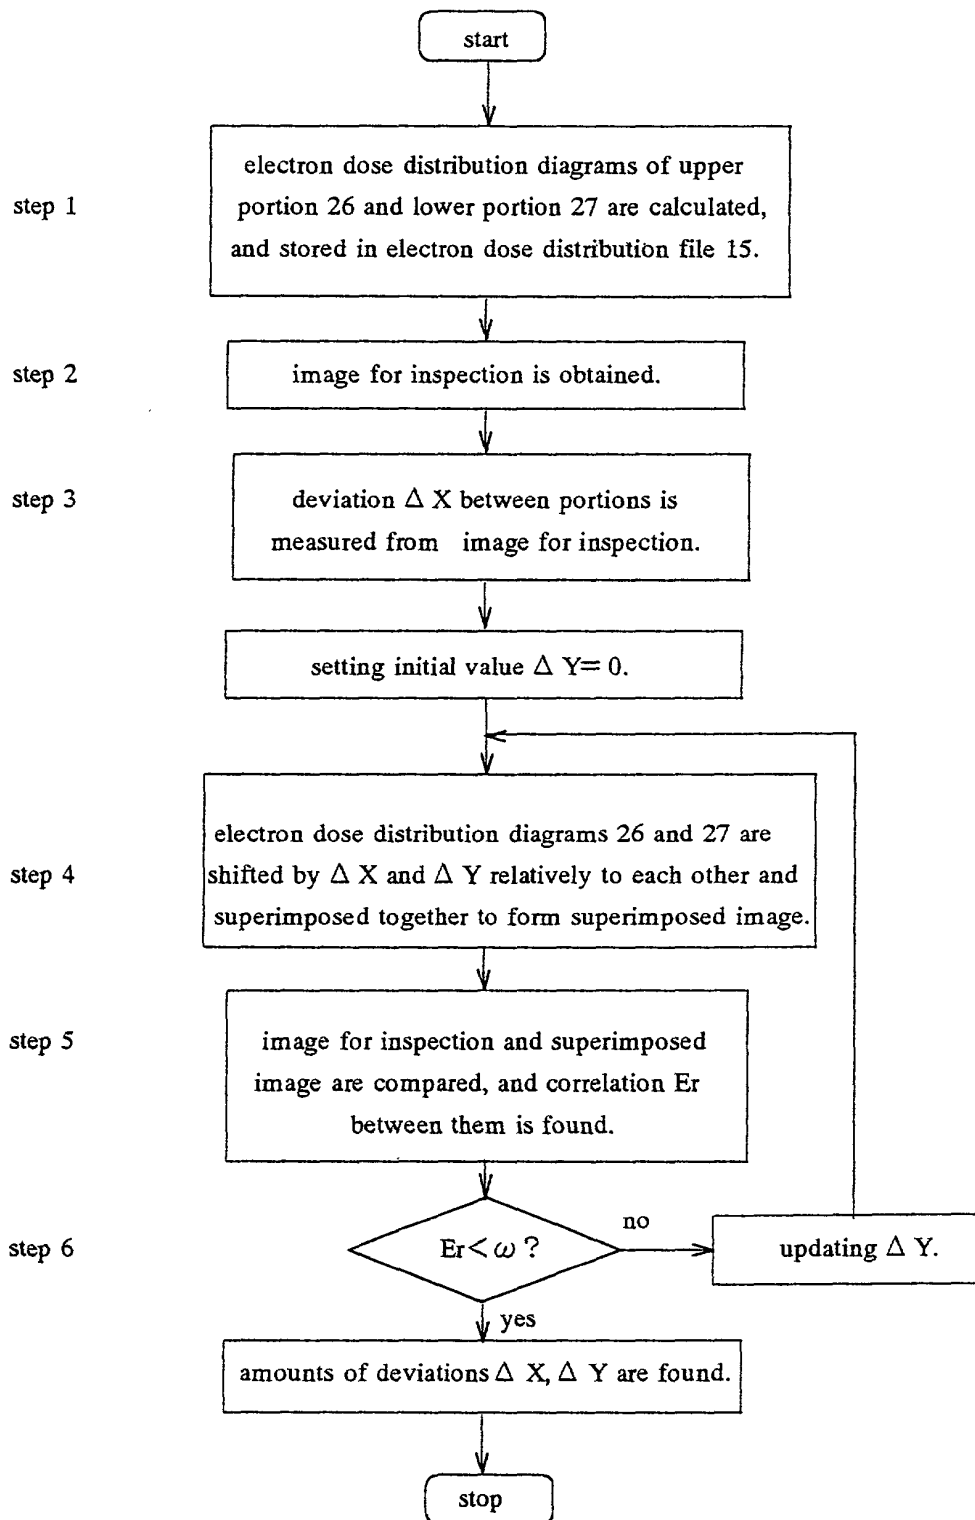 start
step 1
electron dose distribution diagrams of upper
portion 26 and lower portion 27 are calculated,
and stored in electron dose distribution file 15.
step 2
image for inspection is obtained.
step 3
deviation Δ X between portions is
measured from image for inspection.
setting initial value Δ Y= 0.
step 4
electron dose distribution diagrams 26 and 27 are
shifted by Δ X and Δ Y relatively to each other and
superimposed together to form superimposed image.
step 5
image for inspection and superimposed
image are compared, and correlation Er
between them is found.
step 6
Er<ω?
no
updating Δ Y.
yes
amounts of deviations Δ X, Δ Y are found.
stop